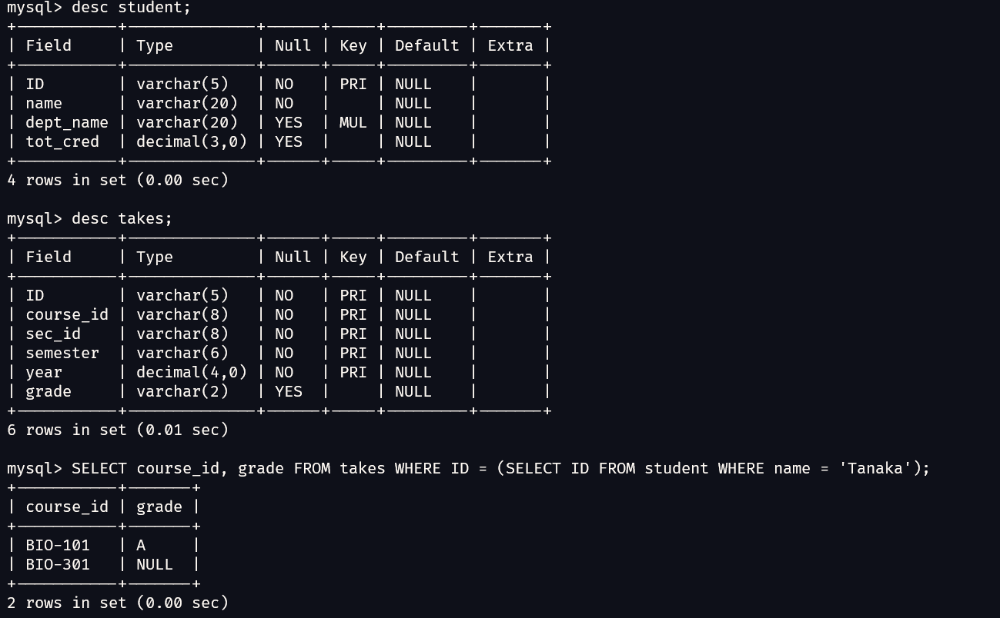 mysql> desc student;
+-----------+--------------+------+-----+---------+-------+
| Field     | Type         | Null | Key | Default | Extra |
+-----------+--------------+------+-----+---------+-------+
| ID        | varchar(5)   | NO   | PRI | NULL    |       |
| name      | varchar(20)  | NO   |     | NULL    |       |
| dept_name | varchar(20)  | YES  | MUL | NULL    |       |
| tot_cred  | decimal(3,0) | YES  |     | NULL    |       |
+-----------+--------------+------+-----+---------+-------+
4 rows in set (0.00 sec)

mysql> desc takes;
+-----------+--------------+------+-----+---------+-------+
| Field     | Type         | Null | Key | Default | Extra |
+-----------+--------------+------+-----+---------+-------+
| ID        | varchar(5)   | NO   | PRI | NULL    |       |
| course_id | varchar(8)   | NO   | PRI | NULL    |       |
| sec_id    | varchar(8)   | NO   | PRI | NULL    |       |
| semester  | varchar(6)   | NO   | PRI | NULL    |       |
| year      | decimal(4,0) | NO   | PRI | NULL    |       |
| grade     | varchar(2)   | YES  |     | NULL    |       |
+-----------+--------------+------+-----+---------+-------+
6 rows in set (0.01 sec)

mysql> SELECT course_id, grade FROM takes WHERE ID = (SELECT ID FROM student WHERE name = 'Tanaka');
+-----------+-------+
| course_id | grade |
+-----------+-------+
| BIO-101   | A     |
| BIO-301   | NULL  |
+-----------+-------+
2 rows in set (0.00 sec)